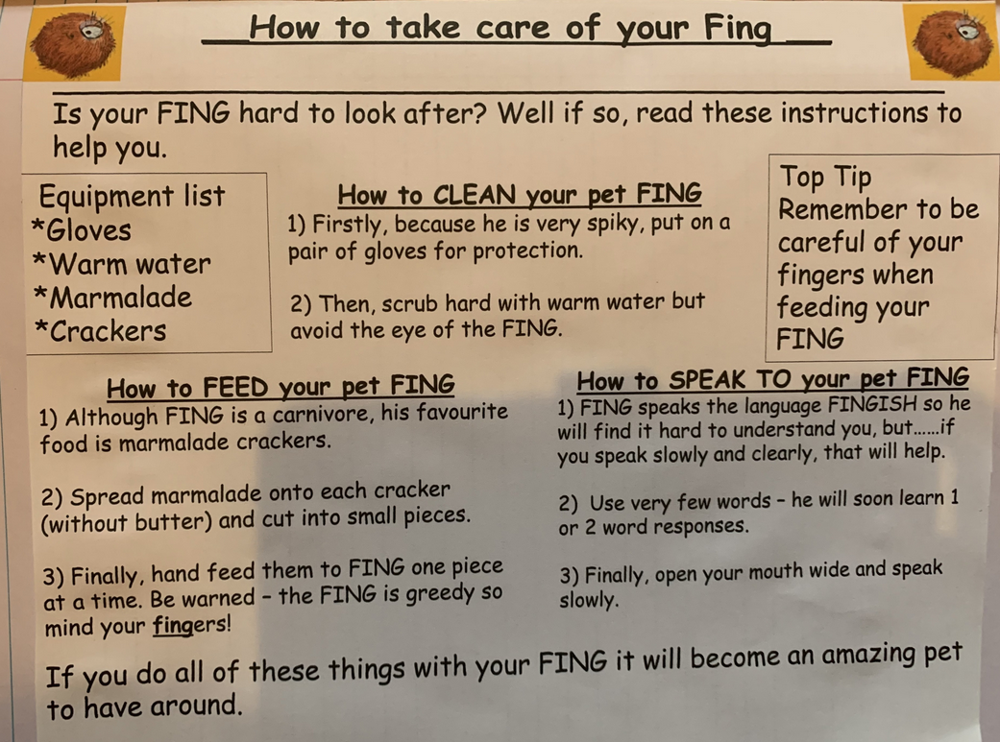 How to take care of your Fing
Is your FING hard to look after? Well if so, read these instructions to
help you.
Equipment list
*Gloves
*Warm water
*Marmalade
*Crackers
How to CLEAN your pet FING
1) Firstly, because he is very spiky, put on a
pair of gloves for protection.
2) Then, scrub hard with warm water but
avoid the eye of the FING.
Top Tip
Remember to be
careful of your
fingers when
feeding your
FING
How to FEED your pet FING
1) Although FING is a carnivore, his favourite
food is marmalade crackers.
2) Spread marmalade onto each cracker
(without butter) and cut into small pieces.
3) Finally, hand feed them to FING one piece
at a time. Be warned – the FING is greedy so
mind your fingers!
How to SPEAK TO your pet FING
1) FING speaks the language FINGISH so he
will find it hard to understand you, but......if
you speak slowly and clearly, that will help.
2) Use very few words – he will soon learn 1
or 2 word responses.
3) Finally, open your mouth wide and speak
slowly.
If you do all of these things with your FING it will become an amazing pet
to have around.